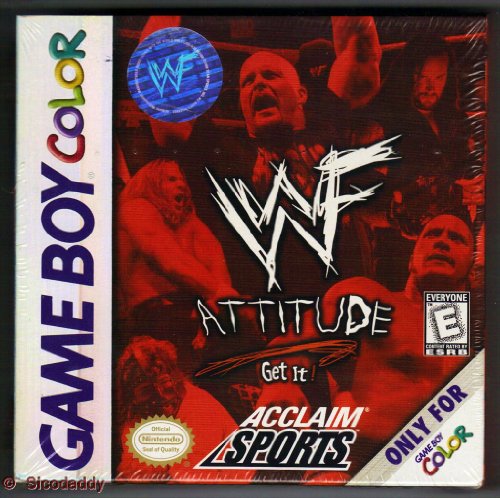 GAME BOY COLOR
WF
WF
ATTITUDE
Get It!
EVERYONE
E
CONTENT RATED BY
ESRB
Official
Nintendo
Seal of Quality
ACCLAIM®
SPORTS
ONLY FOR
GAME BOY
COLOR
© Sicodaddy